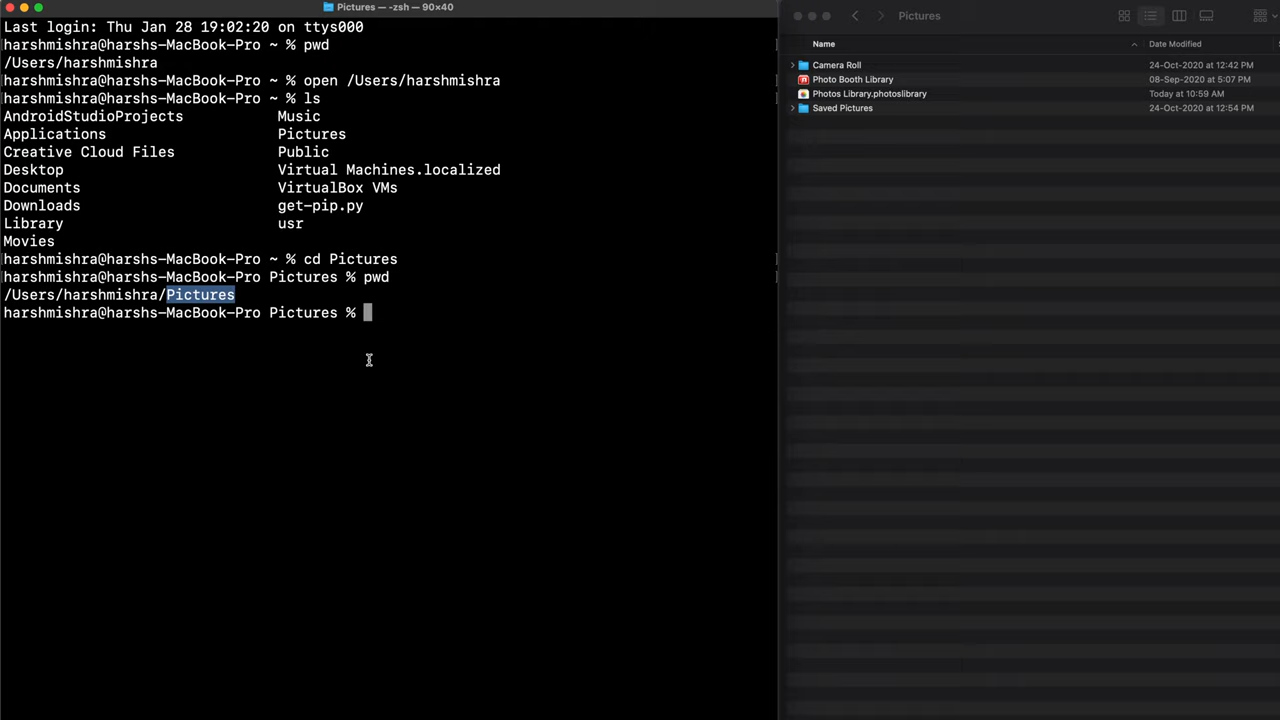 Pictures — -zsh — 90×40
Last login: Thu Jan 28 19:02:20 on ttys000
harshmishra@harshs-MacBook-Pro ~ % pwd
/Users/harshmishra
harshmishra@harshs-MacBook-Pro ~ % open /Users/harshmishra
harshmishra@harshs-MacBook-Pro ~ % ls
AndroidStudioProjects Music
Applications Pictures
Creative Cloud Files Public
Desktop Virtual Machines.localized
Documents VirtualBox VMs
Downloads get-pip.py
Library usr
Movies
harshmishra@harshs-MacBook-Pro ~ % cd Pictures
harshmishra@harshs-MacBook-Pro Pictures % pwd
/Users/harshmishra/Pictures
harshmishra@harshs-MacBook-Pro Pictures %
Pictures
Name Date Modified
Camera Roll 24-Oct-2020 at 12:42 PM
Photo Booth Library 08-Sep-2020 at 5:07 PM
Photos Library.photoslibrary Today at 10:59 AM
Saved Pictures 24-Oct-2020 at 12:54 PM